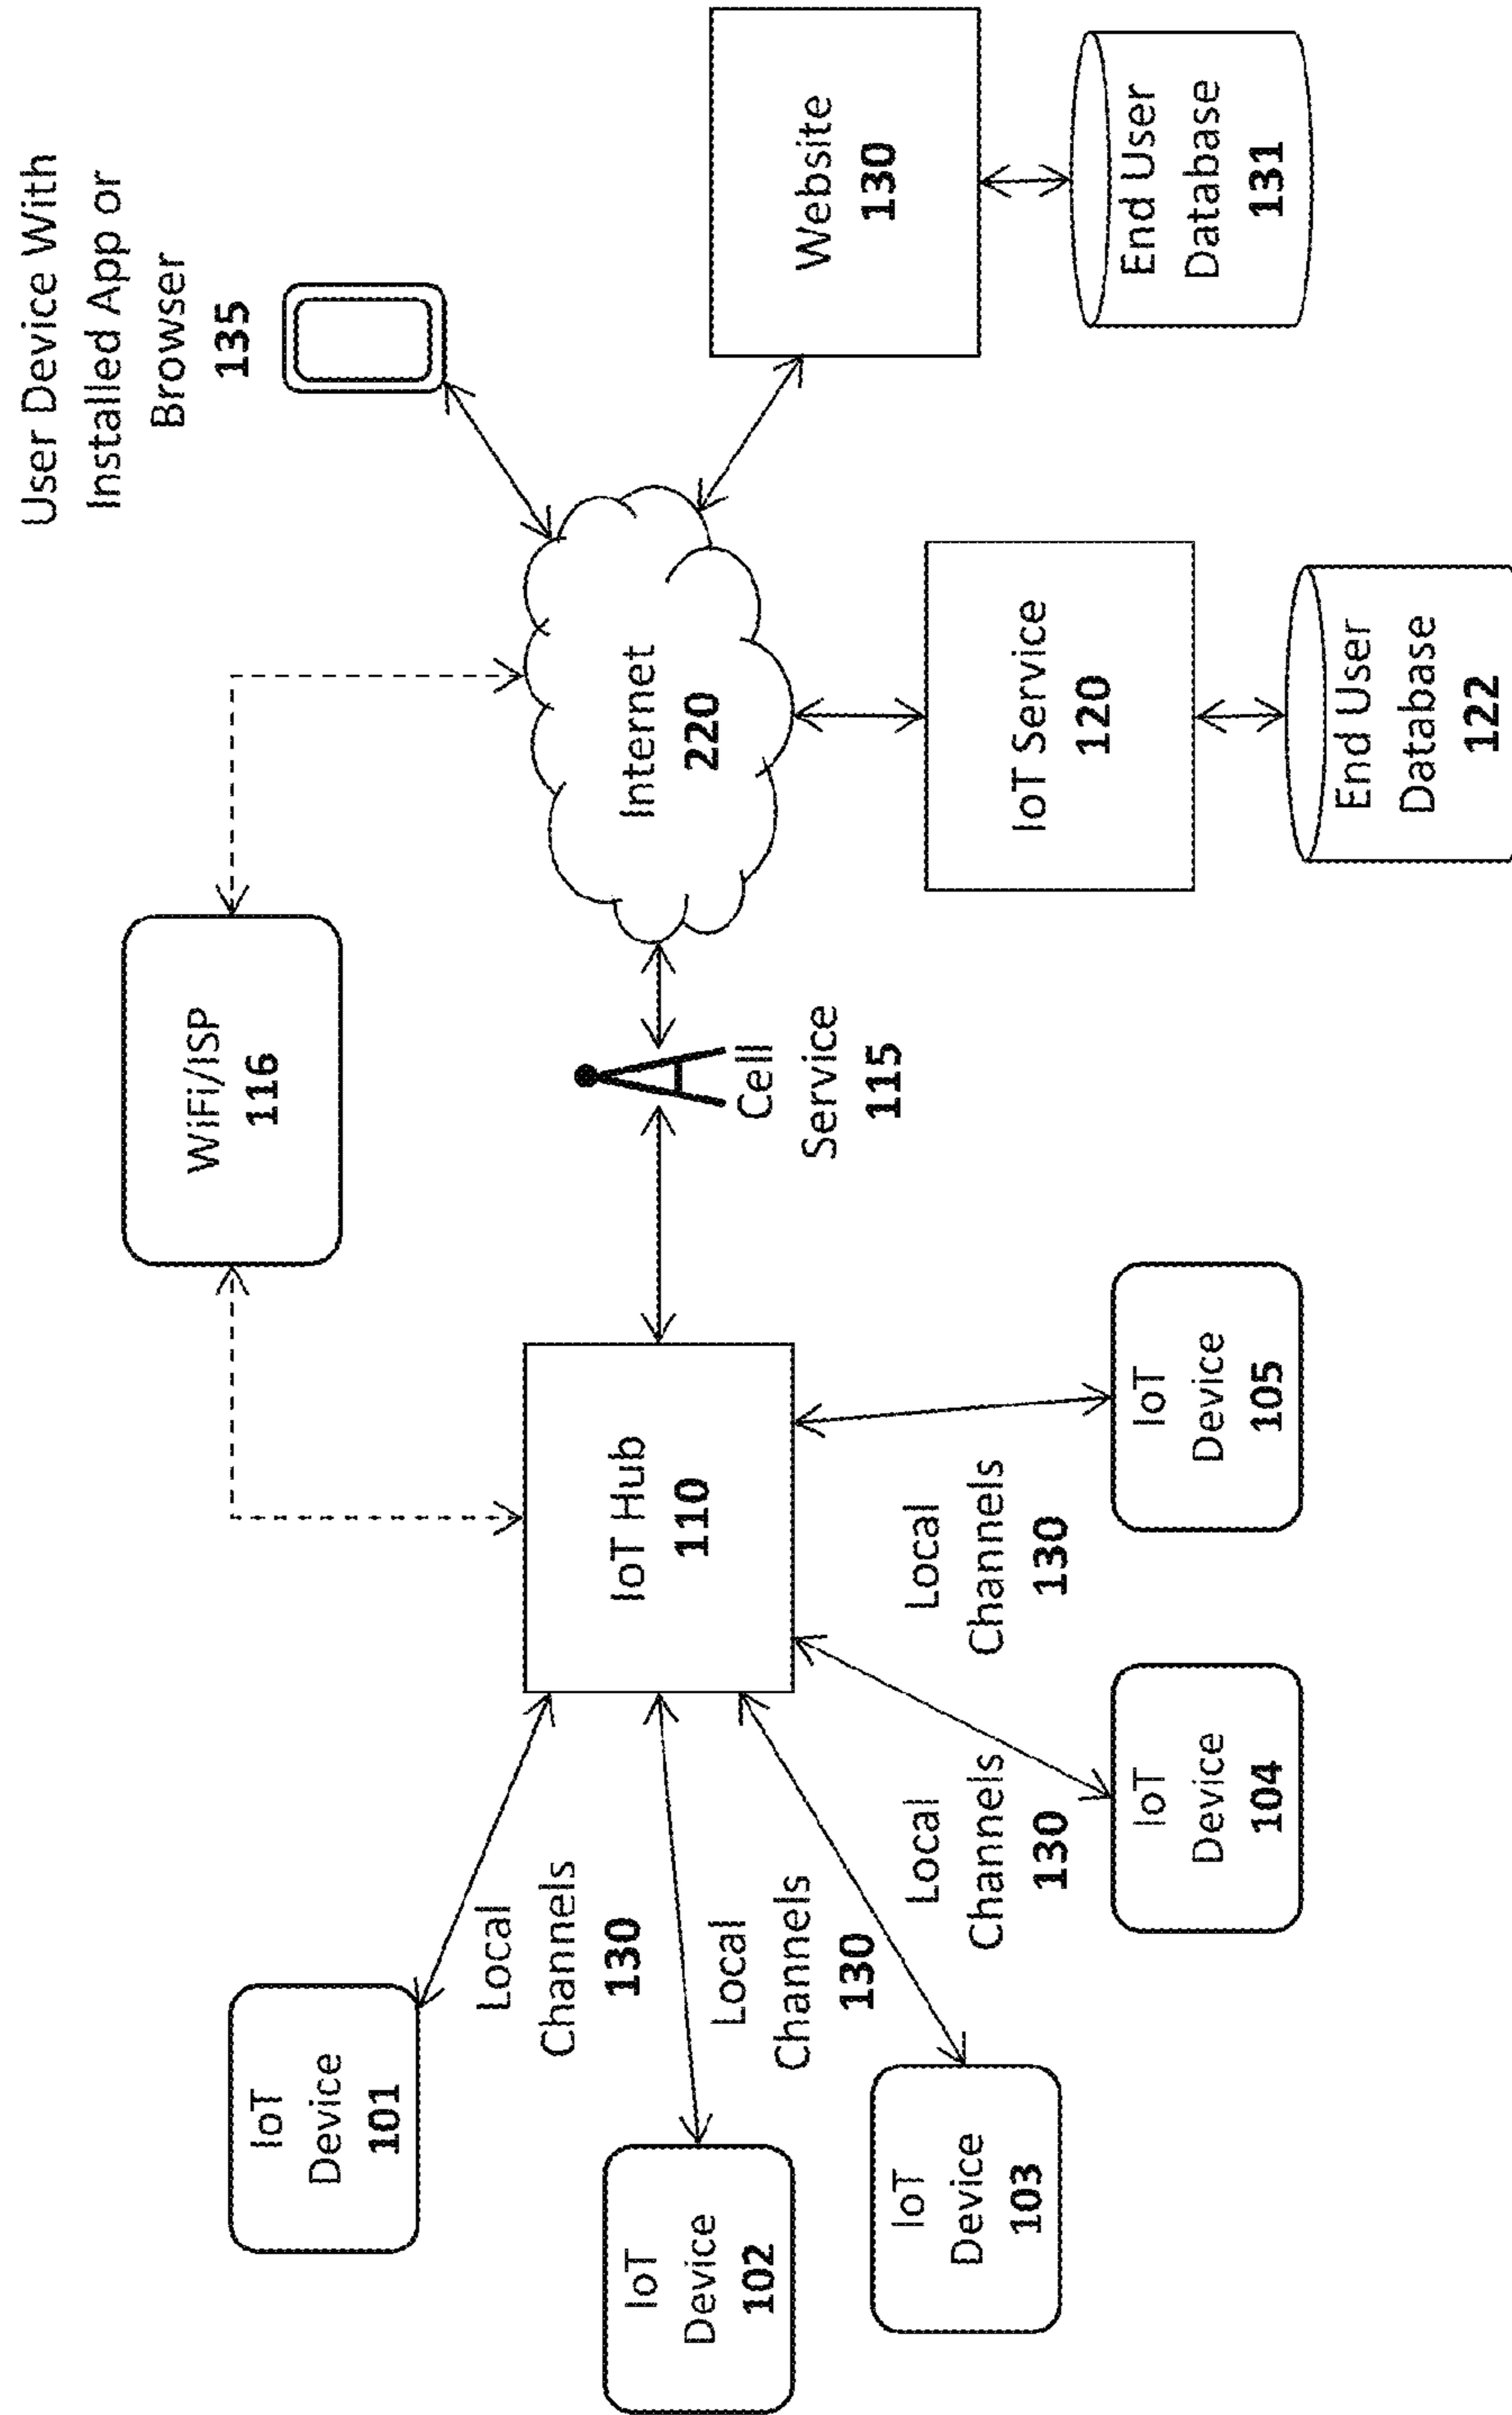 User Device With
Installed App or
Browser
135
WiFi/ISP
116
IoT
Device
101
Local
Channels
130
IoT
Device
102
Local
Channels
130
IoT
Device
103
IoT Hub
110
Local
Channels
130
IoT
Device
104
Local
Channels
130
IoT
Device
105
Cell
Service
115
Internet
220
IoT Service
120
End User
Database
122
Website
130
End User
Database
131